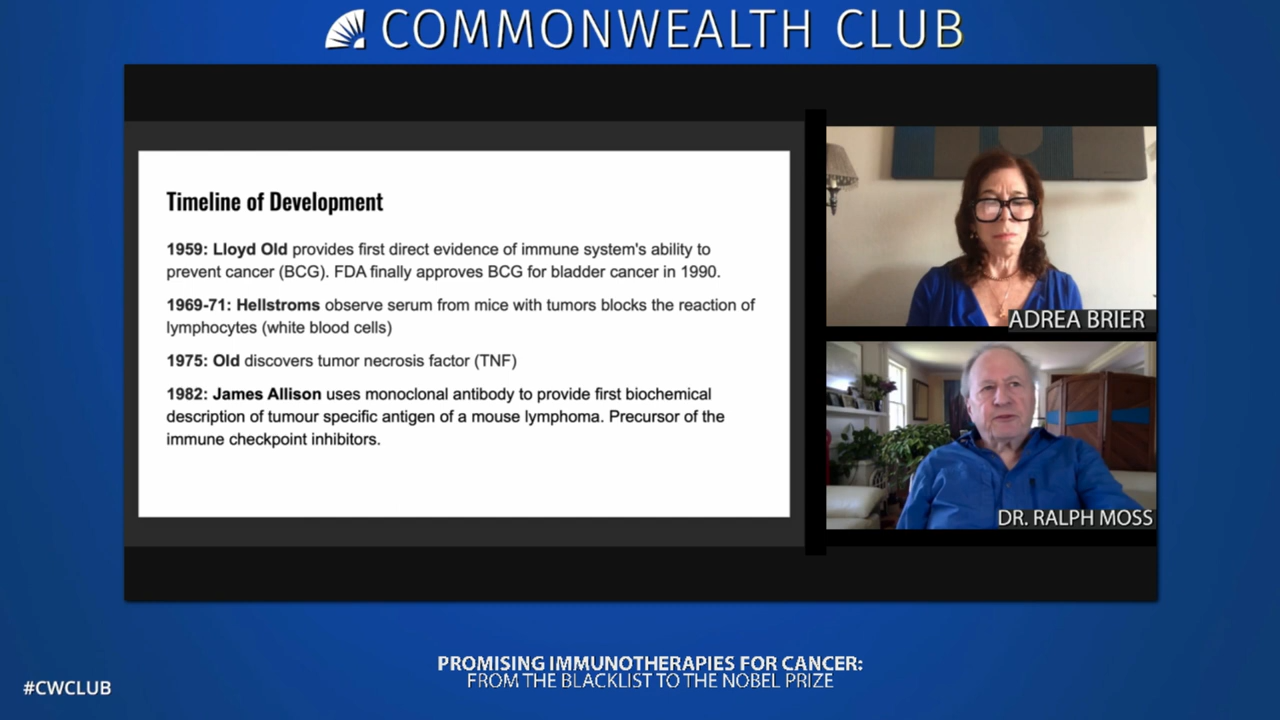 COMMONWEALTH CLUB
Timeline of Development
1959: Lloyd Old provides first direct evidence of immune system's ability to
prevent cancer (BCG). FDA finally approves BCG for bladder cancer in 1990.
1969-71: Hellstroms observe serum from mice with tumors blocks the reaction of
lymphocytes (white blood cells)
1975: Old discovers tumor necrosis factor (TNF)
1982: James Allison uses monoclonal antibody to provide first biochemical
description of tumour specific antigen of a mouse lymphoma. Precursor of the
immune checkpoint inhibitors.
ADREA BRIER
DR. RALPH MOSS
PROMISING IMMUNOTHERAPIES FOR CANCER:
FROM THE BLACKLIST TO THE NOBEL PRIZE
#CWCLUB